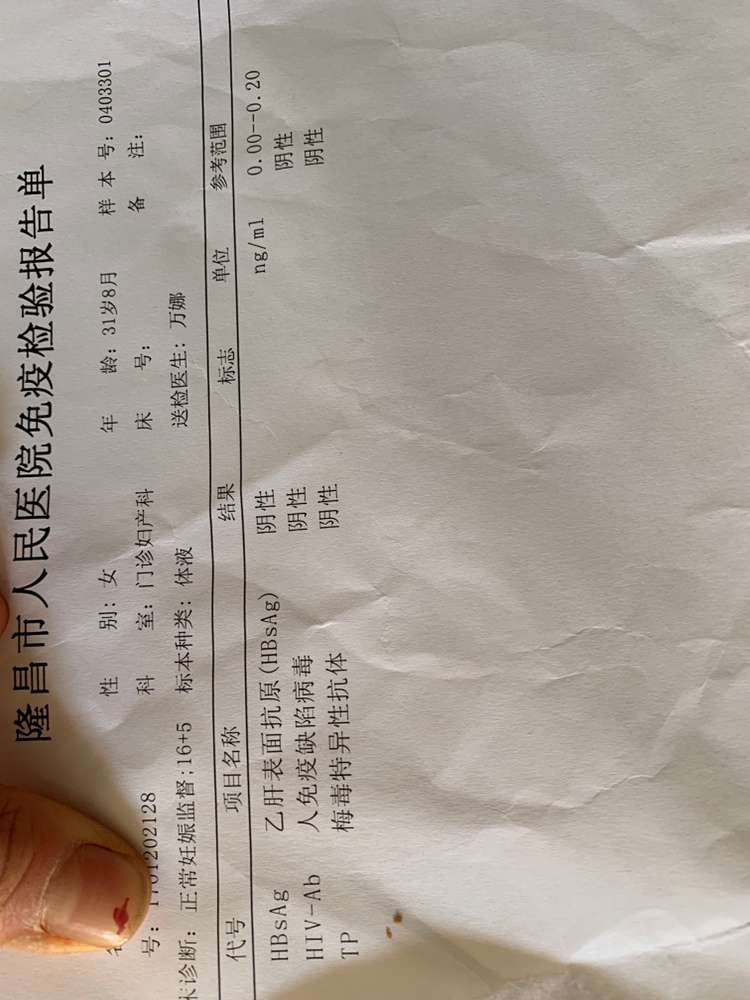 隆昌市人民医院免疫检验报告单
性 别: 女 年 龄: 31岁8月 样 本 号: 0403301
号: 1701202128 科 室: 门诊妇产科 床 号: 备 注:
诊断: 正常妊娠监督;16+5 标本种类: 体液 送检医生: 万娜
代号 项目名称 结果 标志 单位 参考范围
HBsAg 乙肝表面抗原(HBsAg) 阴性 ng/ml 0.00--0.20
HIV-Ab 人免疫缺陷病毒 阴性 阴性
TP 梅毒特异性抗体 阴性 阴性